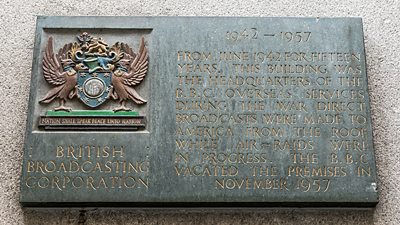 NATION SHALL SPEAK PEACE UNTO NATION
BRITISH
BROADCASTING
CORPORATION
1942 – 1957
FROM JUNE 1942 FOR FIFTEEN
YEARS, THIS BUILDING WAS
THE HEADQUARTERS OF THE
B.B.C OVERSEAS SERVICES
DURING THE WAR DIRECT
BROADCASTS WERE MADE TO
AMERICA FROM THE ROOF
WHILE AIR–RAIDS WERE
IN PROGRESS. THE B.B.C
VACATED THE PREMISES IN
NOVEMBER 1957